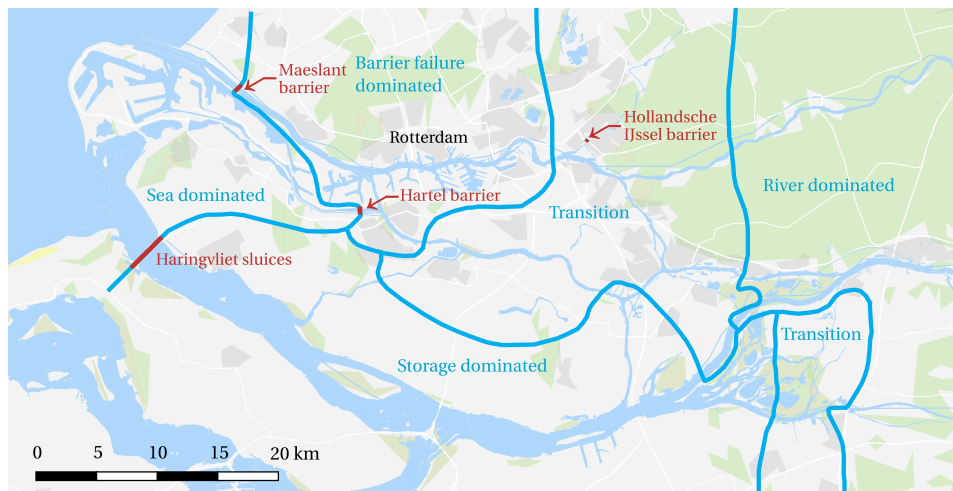 Maeslant
barrier
Barrier failure
dominated
Hollandsche
IJssel barrier
Rotterdam
Sea dominated
Hartel barrier
River dominated
Transition
Haringvliet sluices
Transition
Storage dominated
0 5 10 15 20 km